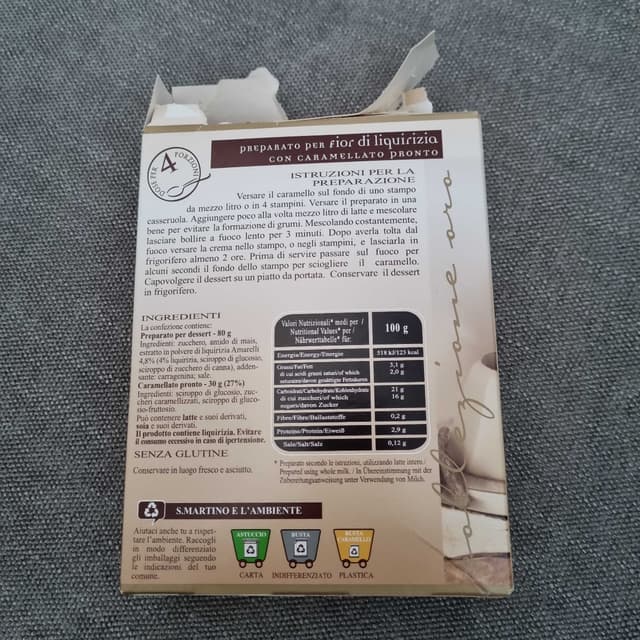 DOSE PER 4 PORZIONI
PREPARATO PER FIOR DI LIQUIRIZIA
CON CARAMELLATO PRONTO
ISTRUZIONI PER LA
PREPARAZIONE
Versare il caramello sul fondo di uno stampo
da mezzo litro o in 4 stampini. Versare il preparato in una
casseruola. Aggiungere poco alla volta mezzo litro di latte e mescolare
bene per evitare la formazione di grumi. Mescolando costantemente,
lasciare bollire a fuoco lento per 3 minuti. Dopo averla tolta dal
fuoco versare la crema nello stampo, o negli stampini, e lasciarla in
frigorifero almeno 2 ore. Prima di servire passare sul fuoco per
alcuni secondi il fondo dello stampo per sciogliere il caramello.
Capovolgere il dessert su un piatto da portata. Conservare il dessert
in frigorifero.
collezione oro
INGREDIENTI
La confezione contiene:
Preparato per dessert - 80 g
Ingredienti: zucchero, amido di mais,
estratto in polvere di liquirizia Amarelli
4,8% (4% liquirizia, sciroppo di glucosio,
sciroppo di zucchero di canna), adden-
sante: carragenina; sale.
Caramellato pronto - 30 g (27%)
Ingredienti: sciroppo di glucosio, zuc-
cheri caramellizzati, sciroppo di gluco-
sio-fruttosio.
Può contenere latte e suoi derivati,
soia e suoi derivati.
Il prodotto contiene liquirizia. Evitare
il consumo eccessivo in caso di ipertensione.
SENZA GLUTINE
Conservare in luogo fresco e asciutto.
Valori Nutrizionali* medi per /
Nutritional Values* per /
Nährwerttabelle* für:
100 g
Energia/Energy/Energie 518 kJ/123 kcal
Grassi/Fat/Fett 3,1 g
di cui acidi grassi saturi/of which
saturates/davon gesättigte Fettsäuren 2,0 g
Carboidrati/Carbohydrate/Kohlenhydrate 21 g
di cui zuccheri/of which
sugars/davon Zucker 16 g
Fibre/Fibre/Ballaststoffe 0,2 g
Proteine/Protein/Eiweiß 2,9 g
Sale/Salt/Salz 0,12 g
* Preparato secondo le istruzioni, utilizzando latte intero./
Prepared using whole milk. / In Übereinstimmung mit der
Zubereitungsanweisung unter Verwendung von Milch.
S.MARTINO E L'AMBIENTE
Aiutaci anche tu a rispet-
tare l'ambiente. Raccogli
in modo differenziato
gli imballaggi seguendo
le indicazioni del tuo
comune.
ASTUCCIO
CARTA
BUSTA
INDIFFERENZIATO
BUSTA
CARAMELLO
PLASTICA